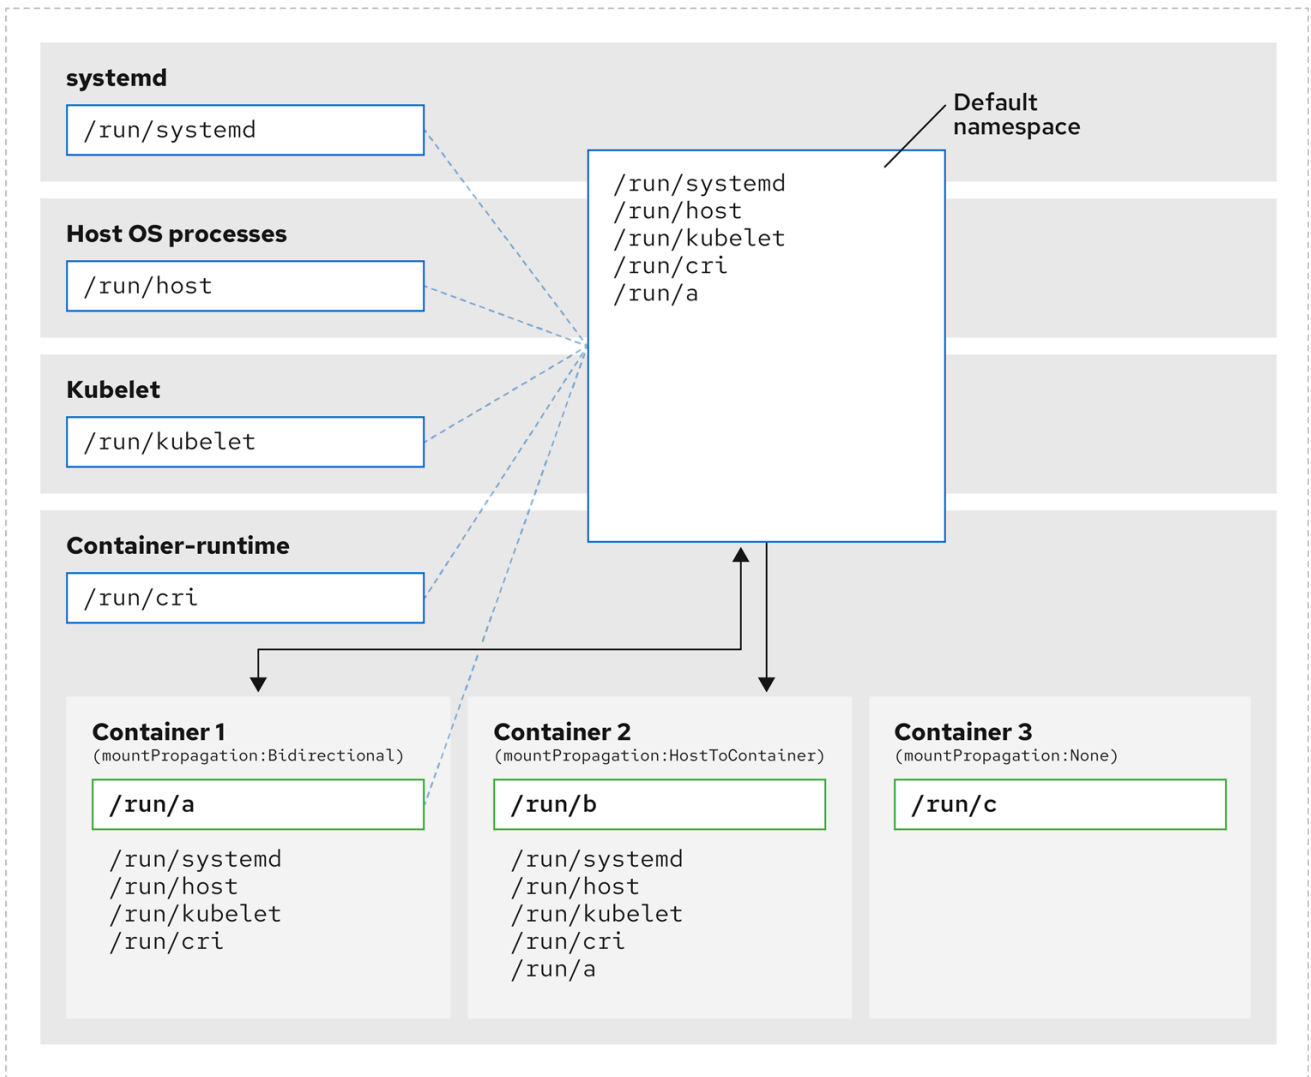 systemd
/run/systemd
Default
namespace
/run/systemd
/run/host
/run/kubelet
/run/cri
/run/a
Host OS processes
/run/host
Kubelet
/run/kubelet
Container-runtime
/run/cri
Container 1
(mountPropagation:Bidirectional)
/run/a
/run/systemd
/run/host
/run/kubelet
/run/cri
Container 2
(mountPropagation:HostToContainer)
/run/b
/run/systemd
/run/host
/run/kubelet
/run/cri
/run/a
Container 3
(mountPropagation:None)
/run/c